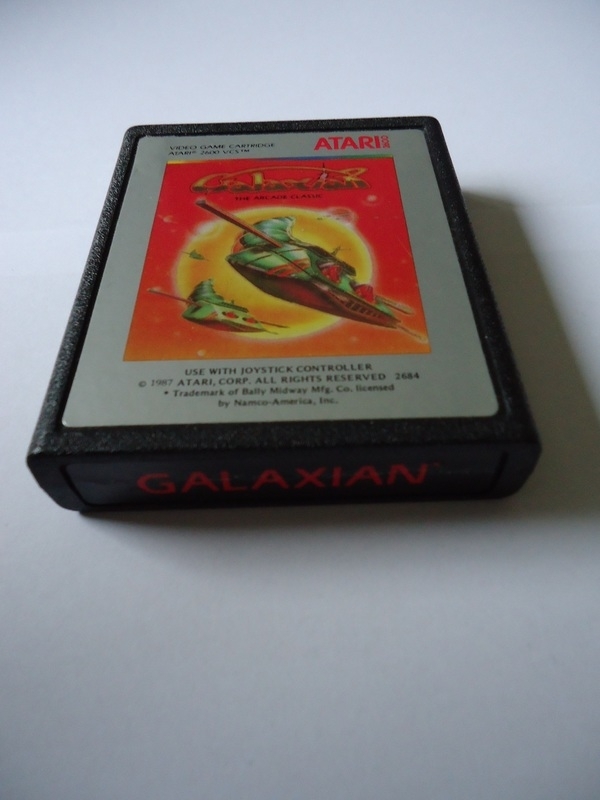 VIDEO GAME CARTRIDGE
ATARI® 2600 VCS™
ATARI 2600
Galaxian
THE ARCADE CLASSIC
USE WITH JOYSTICK CONTROLLER
© 1987 ATARI, CORP. ALL RIGHTS RESERVED 2684
* Trademark of Bally Midway Mfg. Co. licensed
by Namco-America, Inc.
GALAXIAN